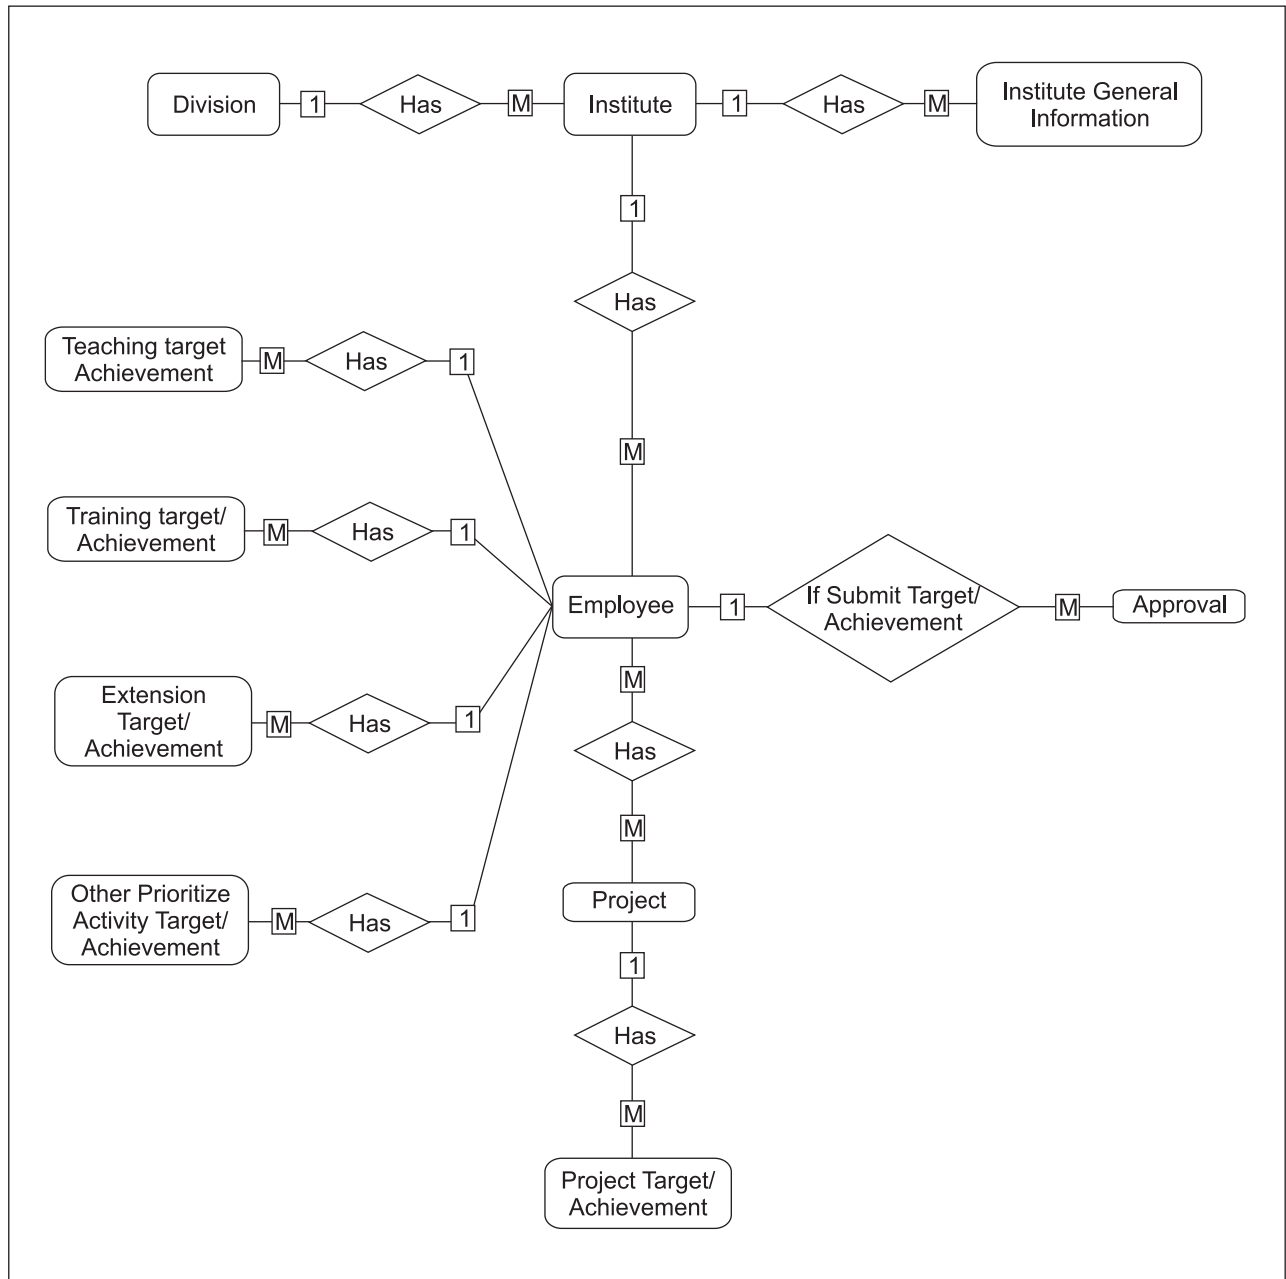 Division
1
Has
M
Institute
1
Has
M
Institute General
Information
1
Has
M
Teaching target
Achievement
M
Has
1
Training target/
Achievement
M
Has
1
Employee
1
If Submit Target/
Achievement
M
Approval
Extension
Target/
Achievement
M
Has
1
M
Has
M
Other Prioritize
Activity Target/
Achievement
M
Has
1
Project
1
Has
M
Project Target/
Achievement